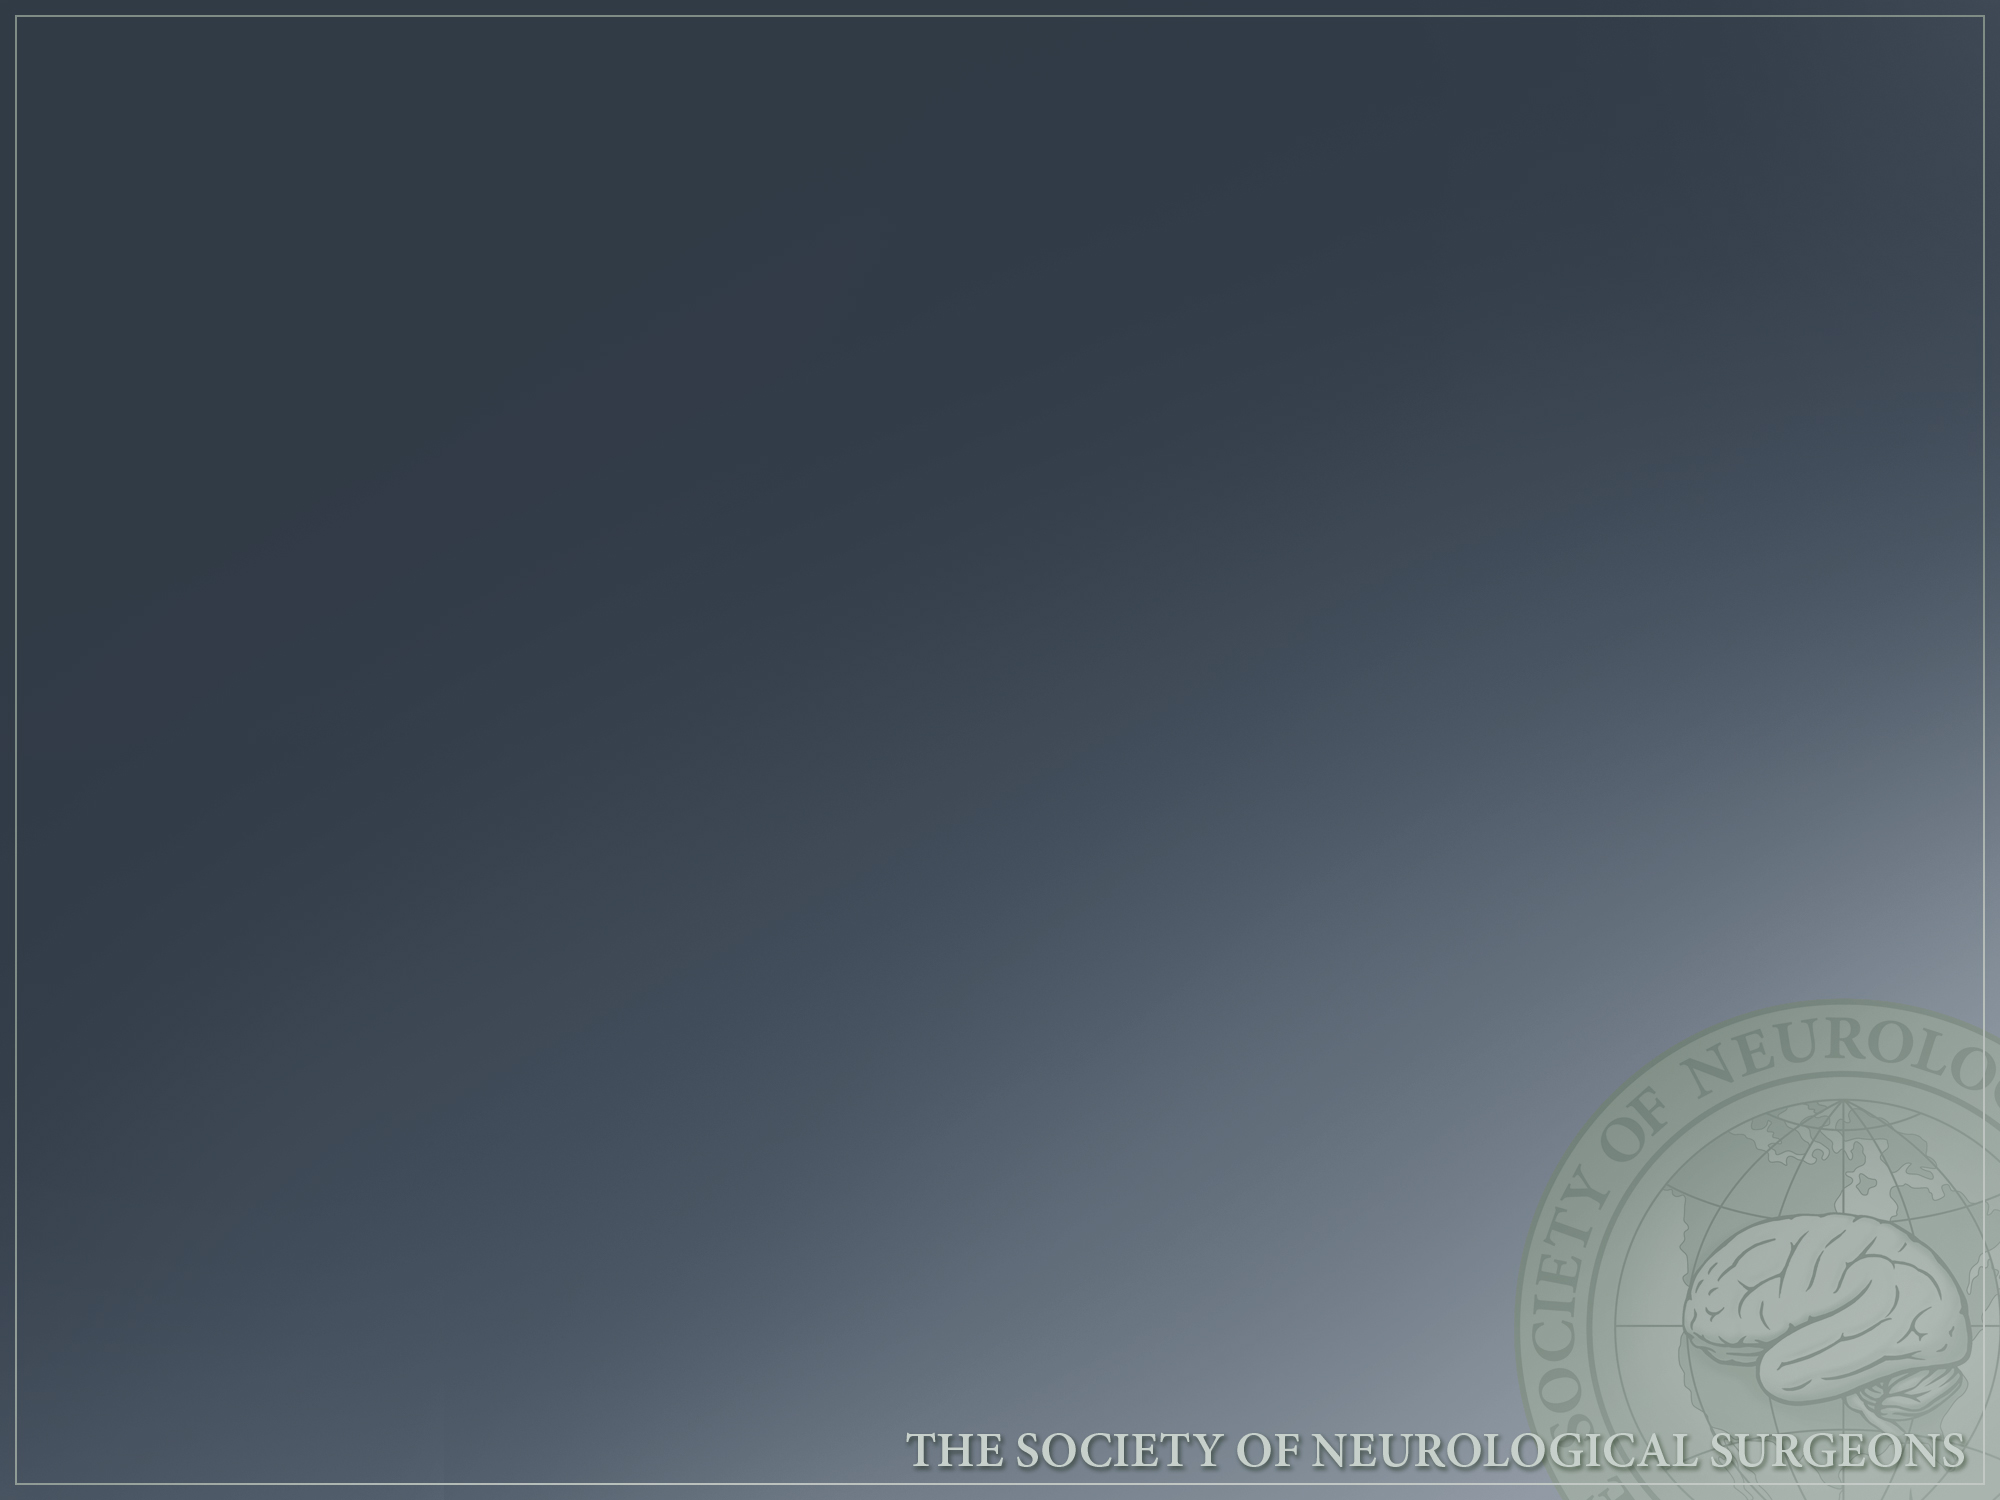 SOCIETY OF NEUROLO
THE SOCIETY OF NEUROLOGICAL SURGEONS